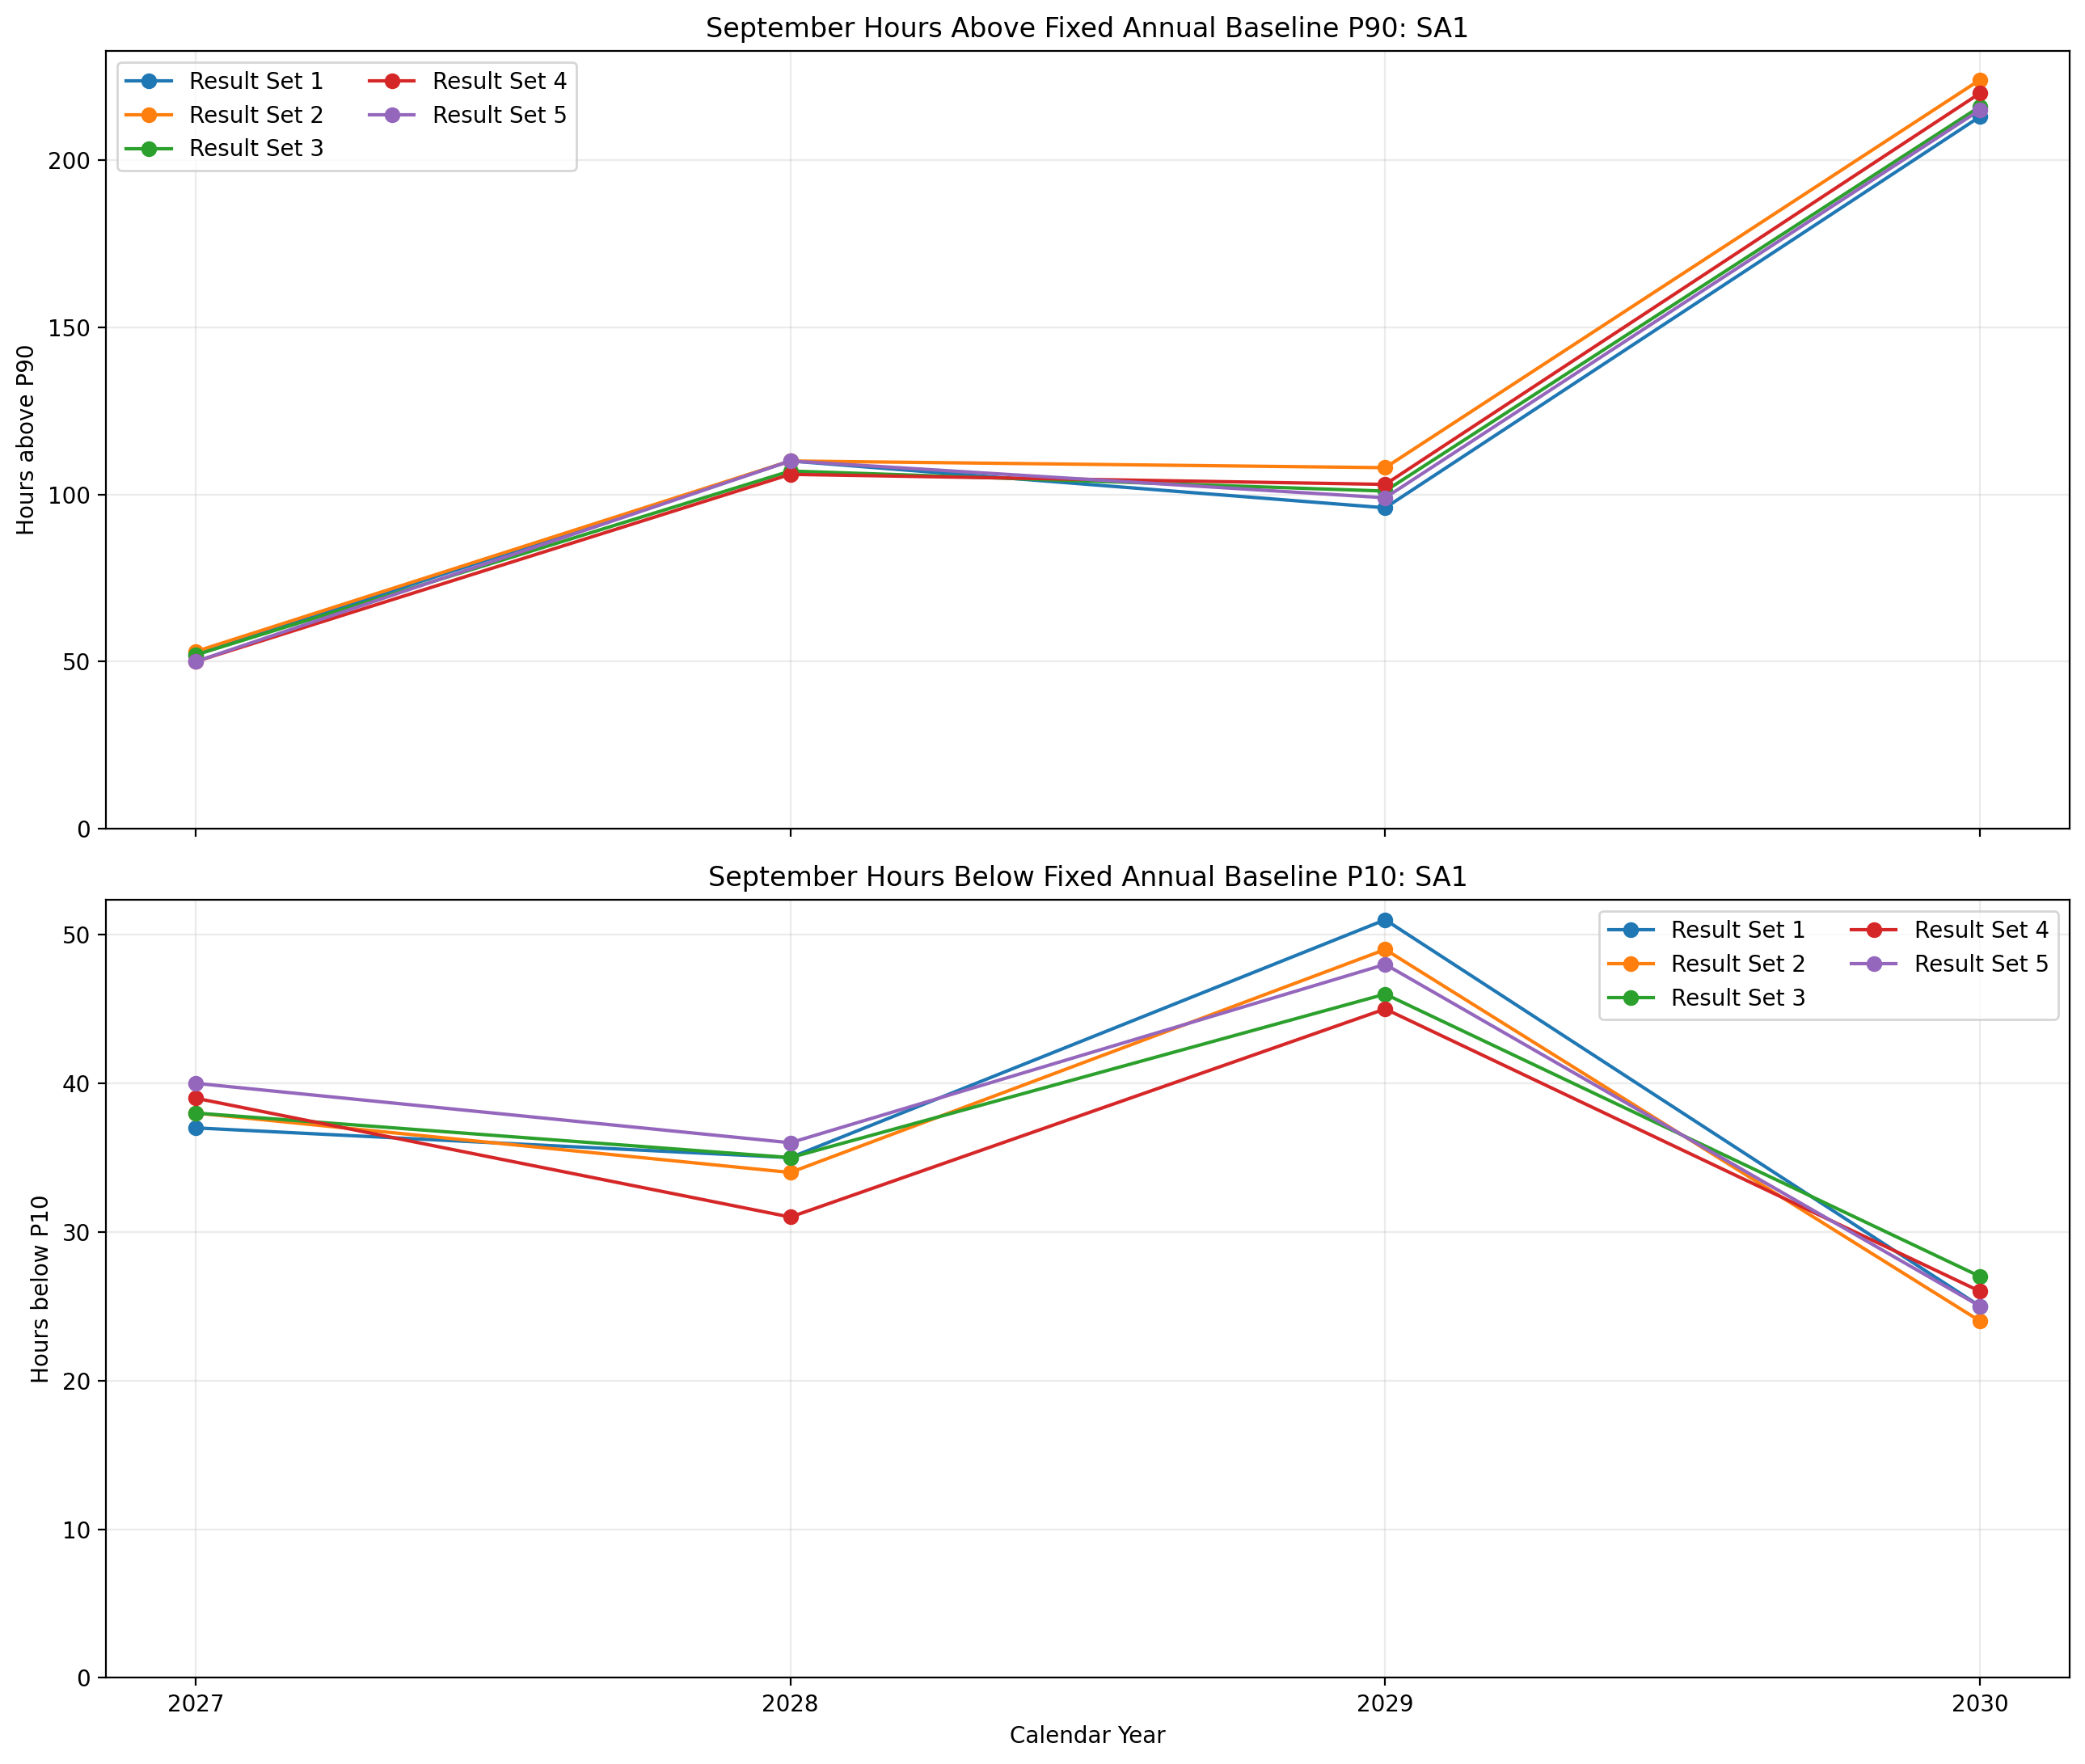 September Hours Above Fixed Annual Baseline P90: SA1
Result Set 1
Result Set 2
Result Set 3
Result Set 4
Result Set 5
Hours above P90
200
150
100
50
0
September Hours Below Fixed Annual Baseline P10: SA1
Result Set 1
Result Set 2
Result Set 3
Result Set 4
Result Set 5
Hours below P10
50
40
30
20
10
0
2027
2028
2029
2030
Calendar Year